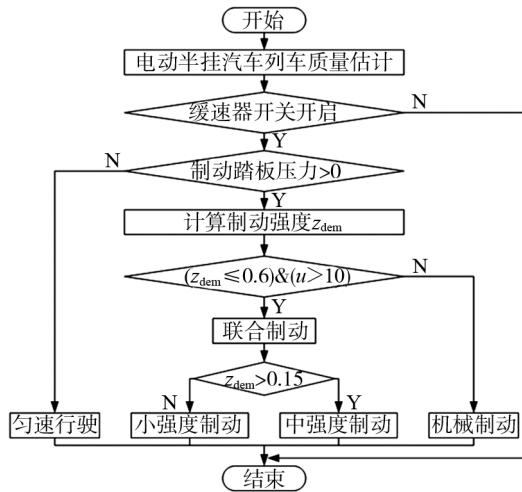 开始
电动半挂汽车列车质量估计
缓速器开关开启
N
Y
N
制动踏板压力>0
Y
计算制动强度z_dem
(z_dem≤0.6)&(u>10)
N
Y
联合制动
z_dem>0.15
N
Y
匀速行驶
小强度制动
中强度制动
机械制动
结束